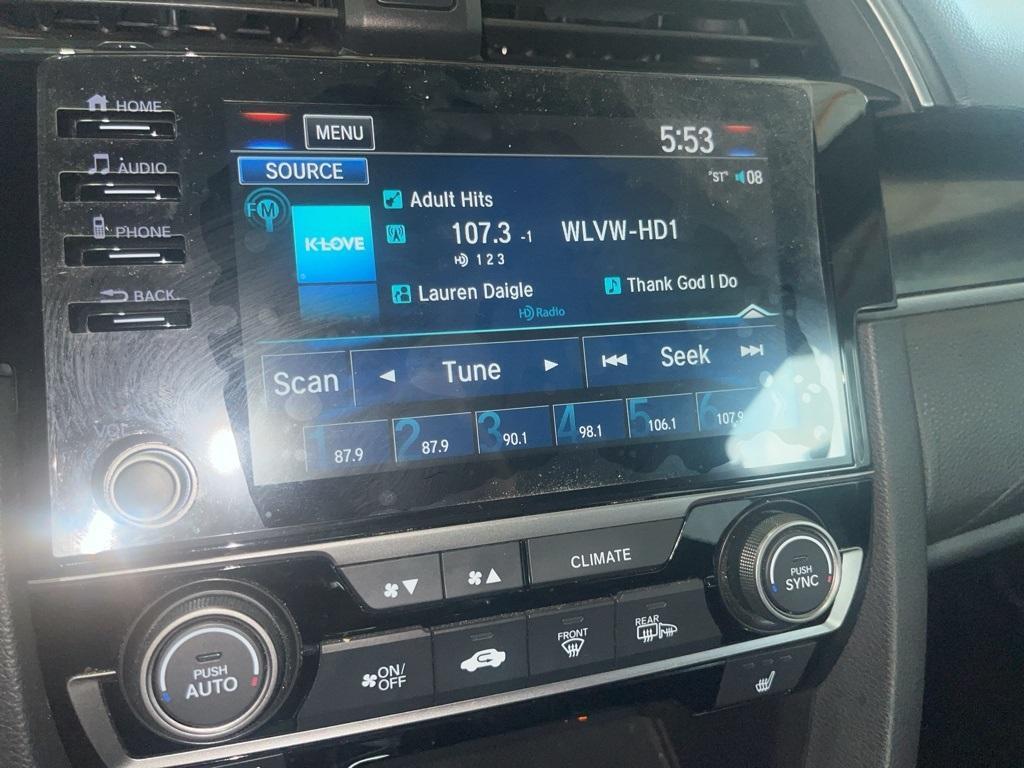 HOME
MENU
5:53
AUDIO
SOURCE
"ST" 08
FM
Adult Hits
K-LOVE
107.3 -1 WLVW-HD1
HD 1 2 3
PHONE
Lauren Daigle
Thank God I Do
BACK
HD Radio
Scan
Tune
Seek
1 87.9
2 87.9
3 90.1
4 98.1
5 106.1
6 107.9
VOL
CLIMATE
PUSH
SYNC
PUSH
AUTO
ON/
OFF
FRONT
REAR